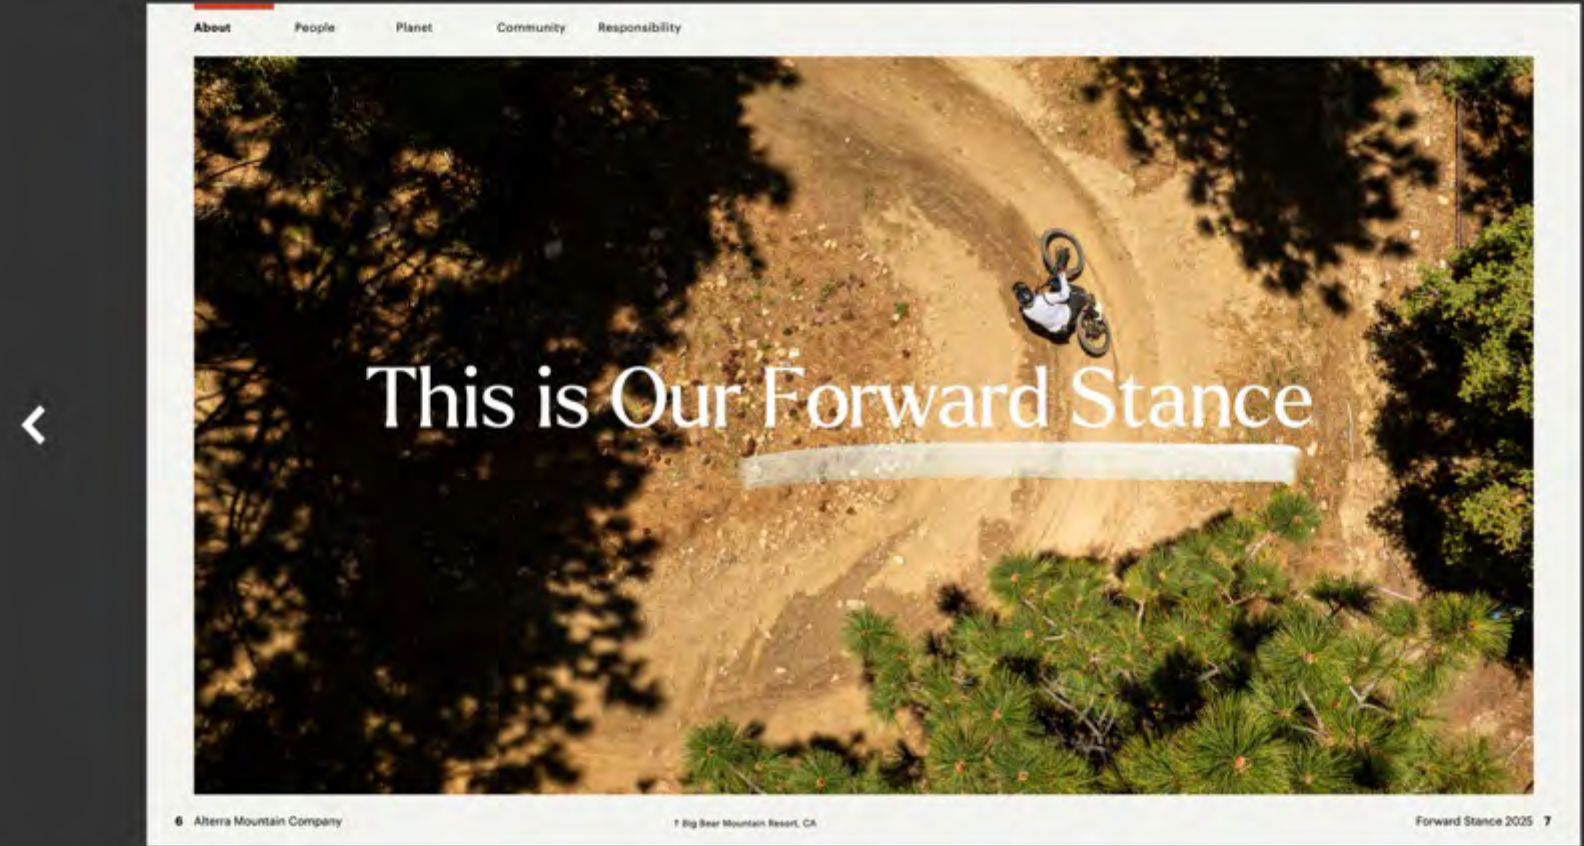 About People Planet Community Responsibility
This is Our Forward Stance
6 Alterra Mountain Company ↑ Big Bear Mountain Resort, CA Forward Stance 2025 7